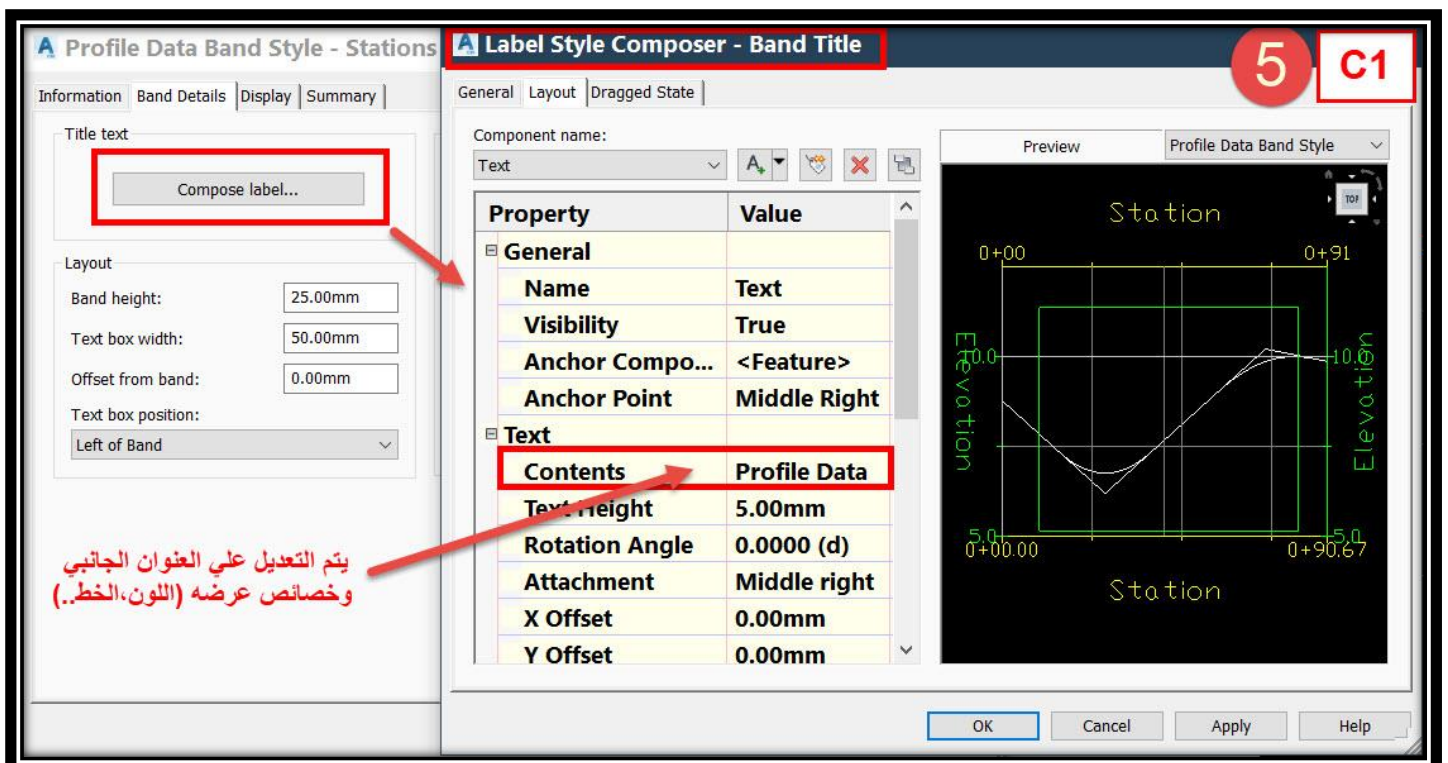 Profile Data Band Style - Stations
Information Band Details Display Summary
Title text
Compose label...
Layout
Band height: 25.00mm
Text box width: 50.00mm
Offset from band: 0.00mm
Text box position:
Left of Band
يتم التعديل علي العنوان الجانبي
وخصائص عرضه (اللون،الخط..)
Label Style Composer - Band Title
5
C1
General Layout Dragged State
Component name:
Text
Property Value
General
Name Text
Visibility True
Anchor Compo... <Feature>
Anchor Point Middle Right
Text
Contents Profile Data
Text Height 5.00mm
Rotation Angle 0.0000 (d)
Attachment Middle right
X Offset 0.00mm
Y Offset 0.00mm
Preview
Profile Data Band Style
TOP
Station
0+00 0+91
Elevation
10.0 10.0
Elevation
5.0 5.0
0+00.00 0+90.67
Station
OK Cancel Apply Help